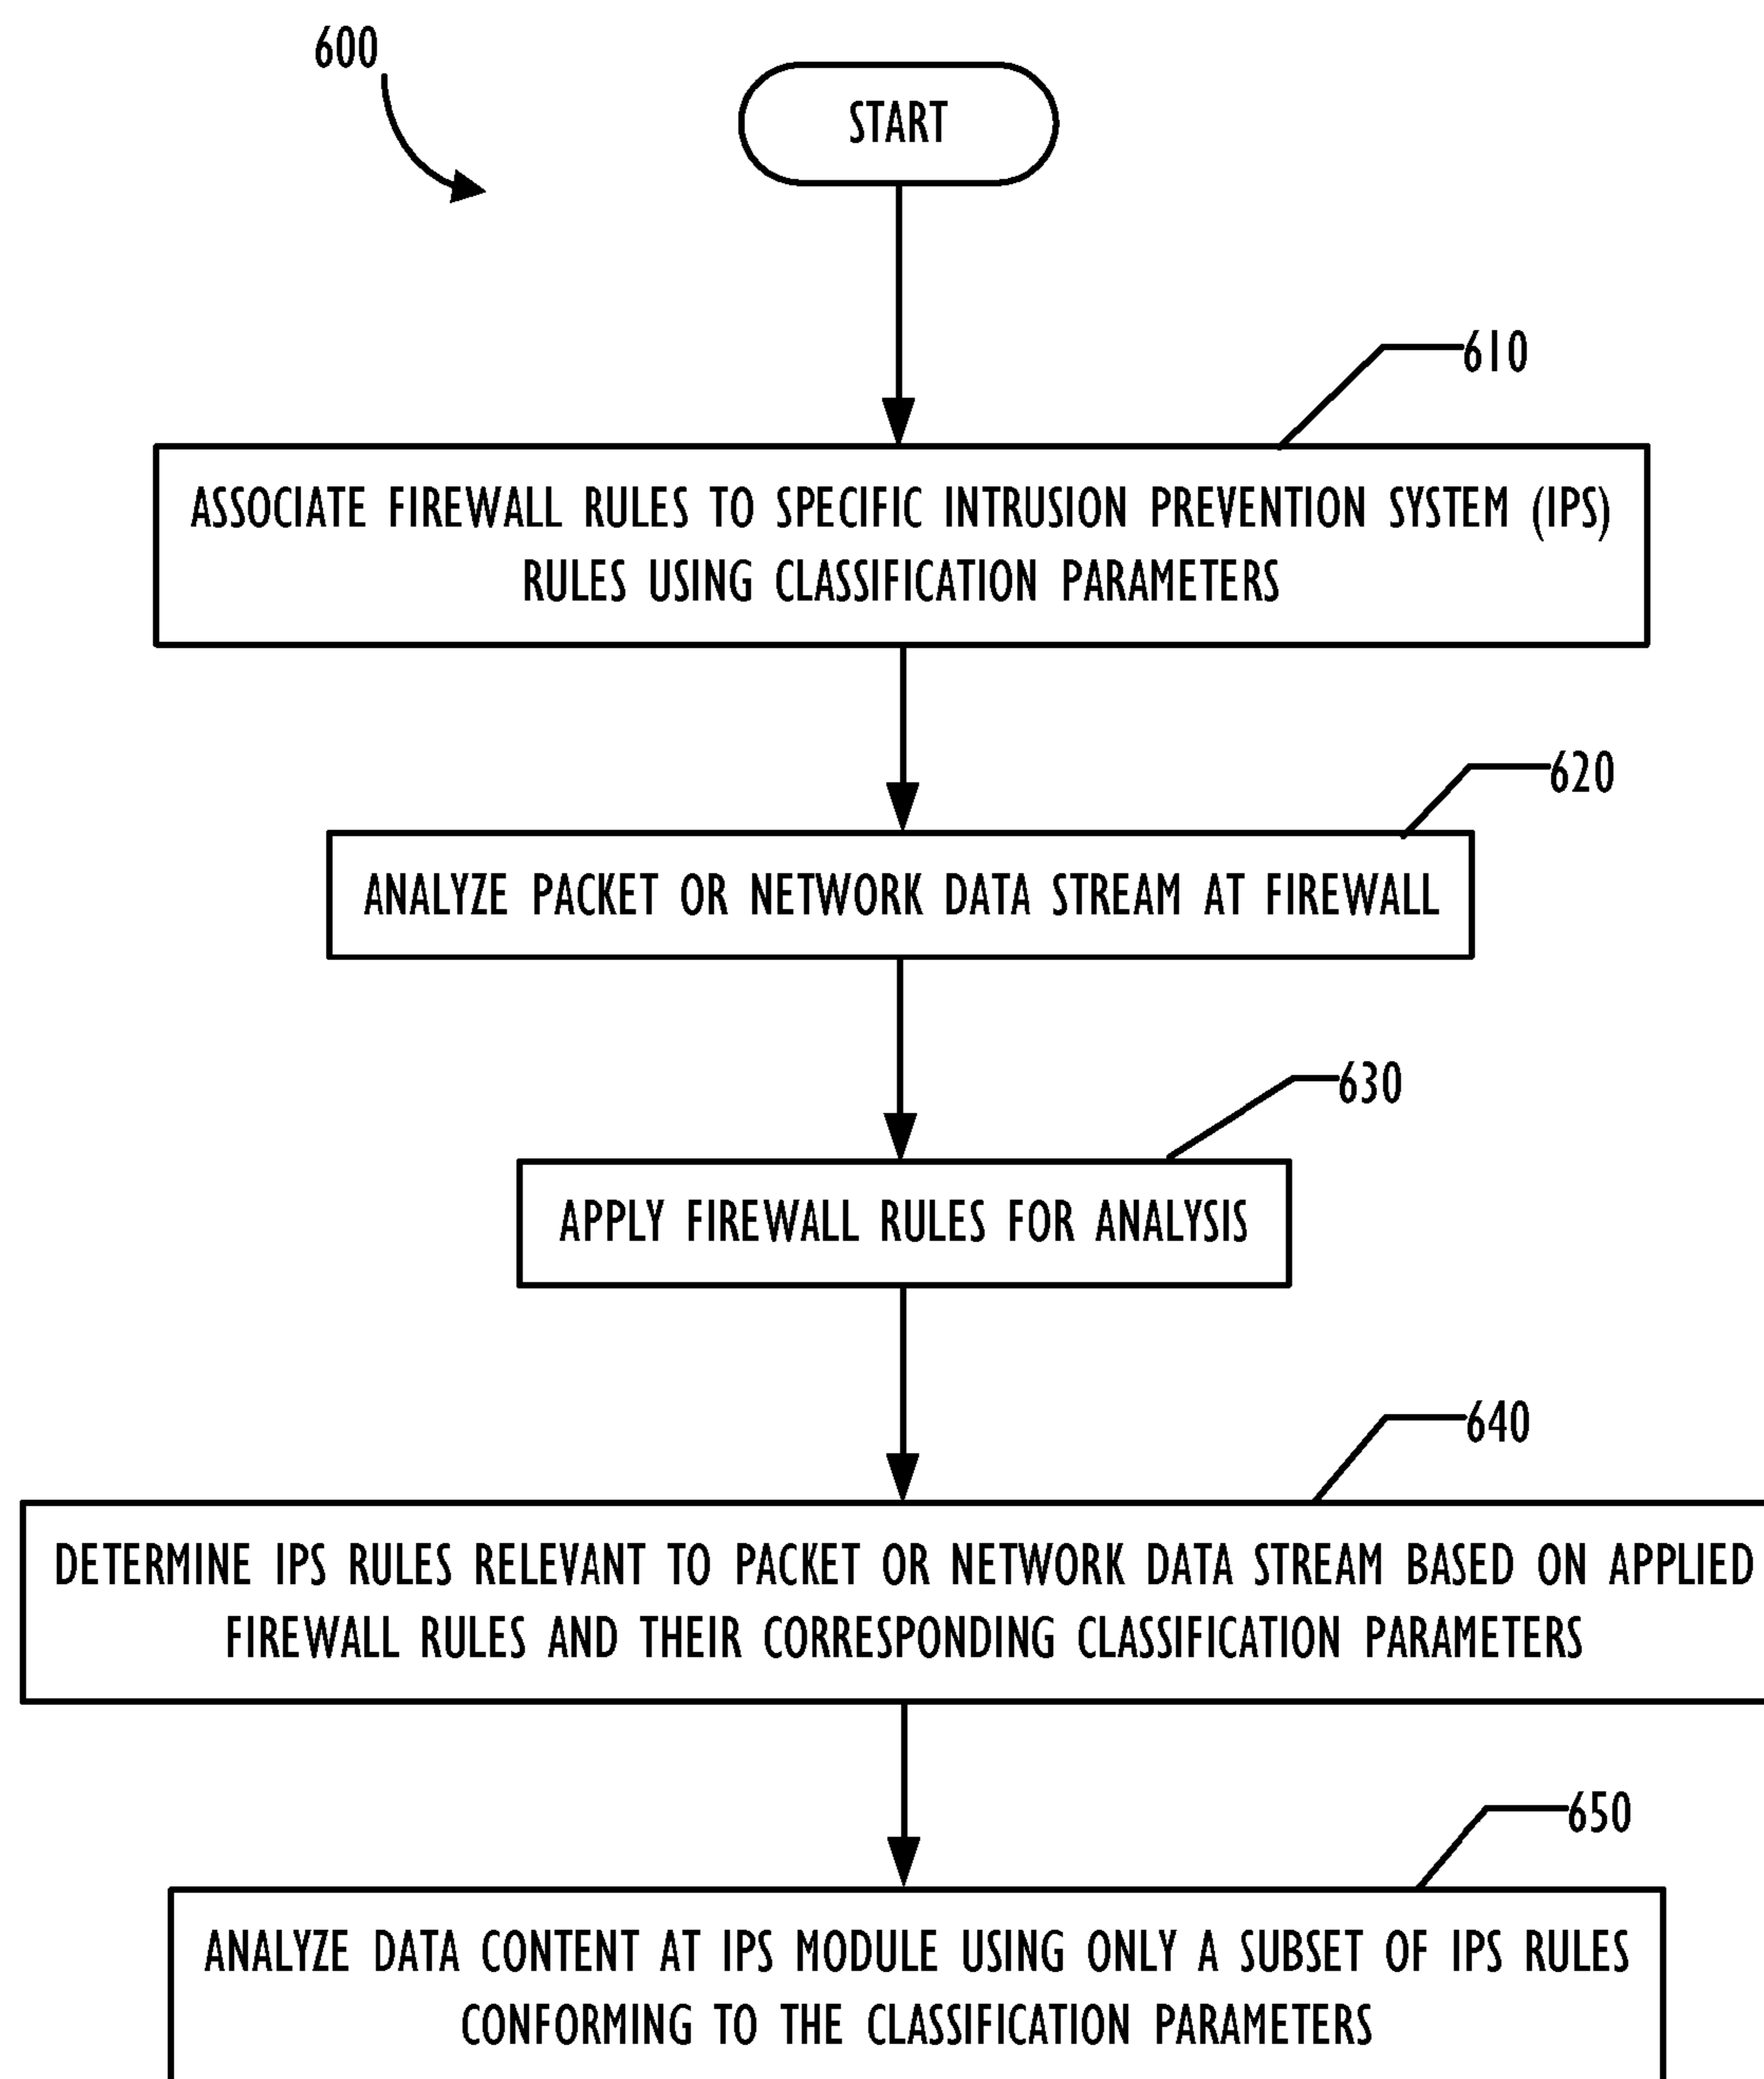 600
START
610
ASSOCIATE FIREWALL RULES TO SPECIFIC INTRUSION PREVENTION SYSTEM (IPS)
RULES USING CLASSIFICATION PARAMETERS
620
ANALYZE PACKET OR NETWORK DATA STREAM AT FIREWALL
630
APPLY FIREWALL RULES FOR ANALYSIS
640
DETERMINE IPS RULES RELEVANT TO PACKET OR NETWORK DATA STREAM BASED ON APPLIED
FIREWALL RULES AND THEIR CORRESPONDING CLASSIFICATION PARAMETERS
650
ANALYZE DATA CONTENT AT IPS MODULE USING ONLY A SUBSET OF IPS RULES
CONFORMING TO THE CLASSIFICATION PARAMETERS